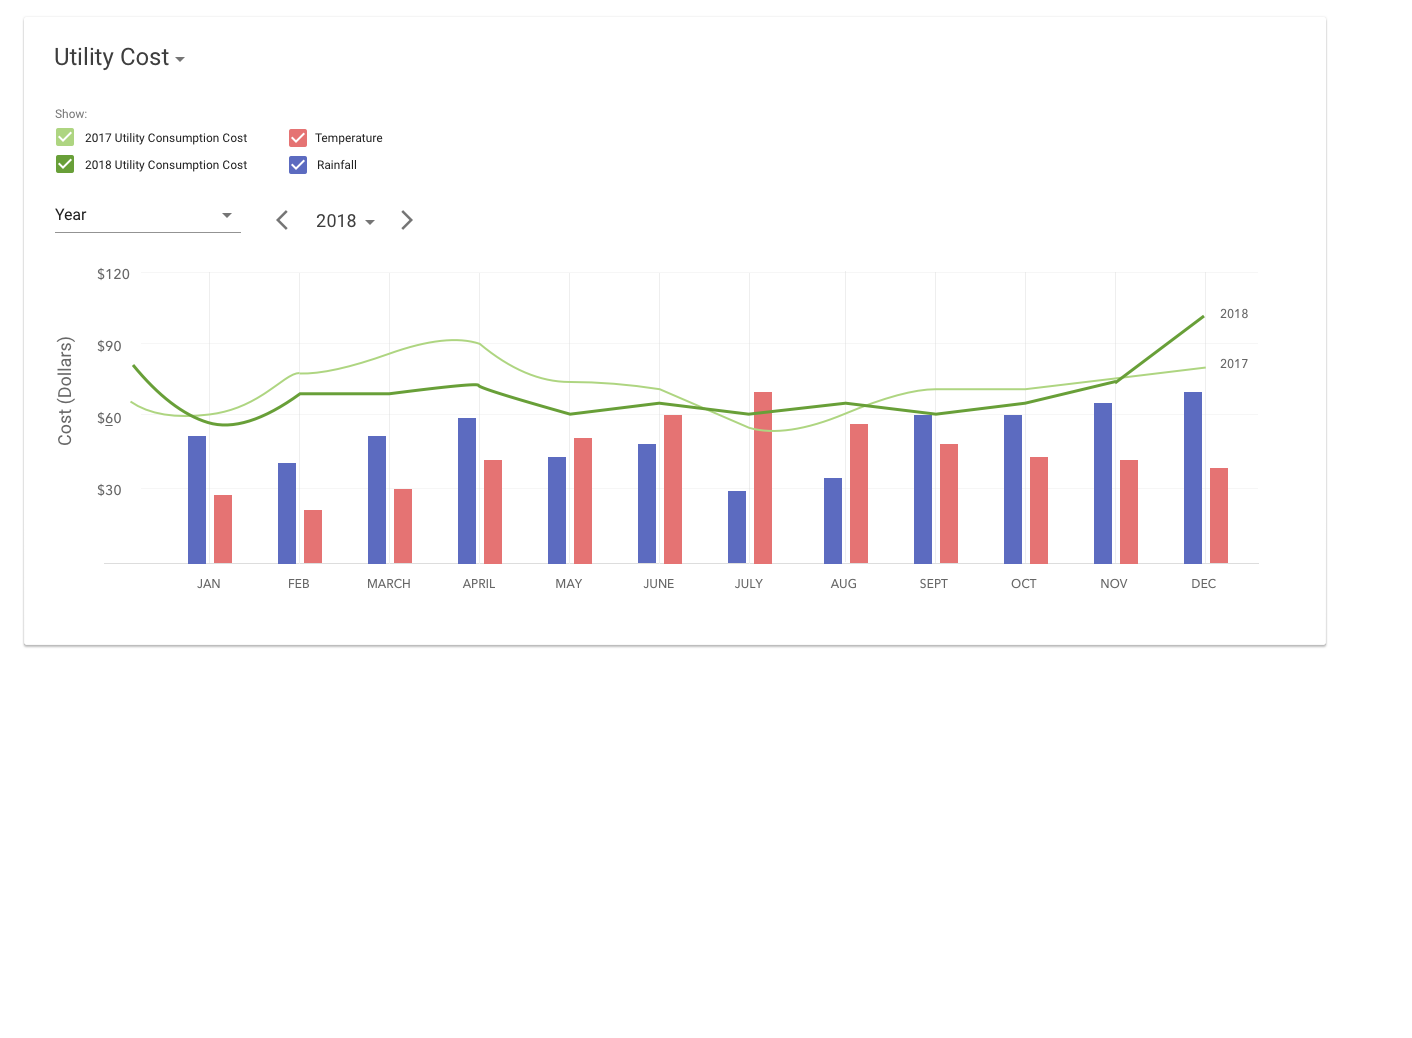 Utility Cost
Show:
2017 Utility Consumption Cost
Temperature
2018 Utility Consumption Cost
Rainfall
Year
2018
Cost (Dollars)
$120
$90
$60
$30
2018
2017
JAN FEB MARCH APRIL MAY JUNE JULY AUG SEPT OCT NOV DEC